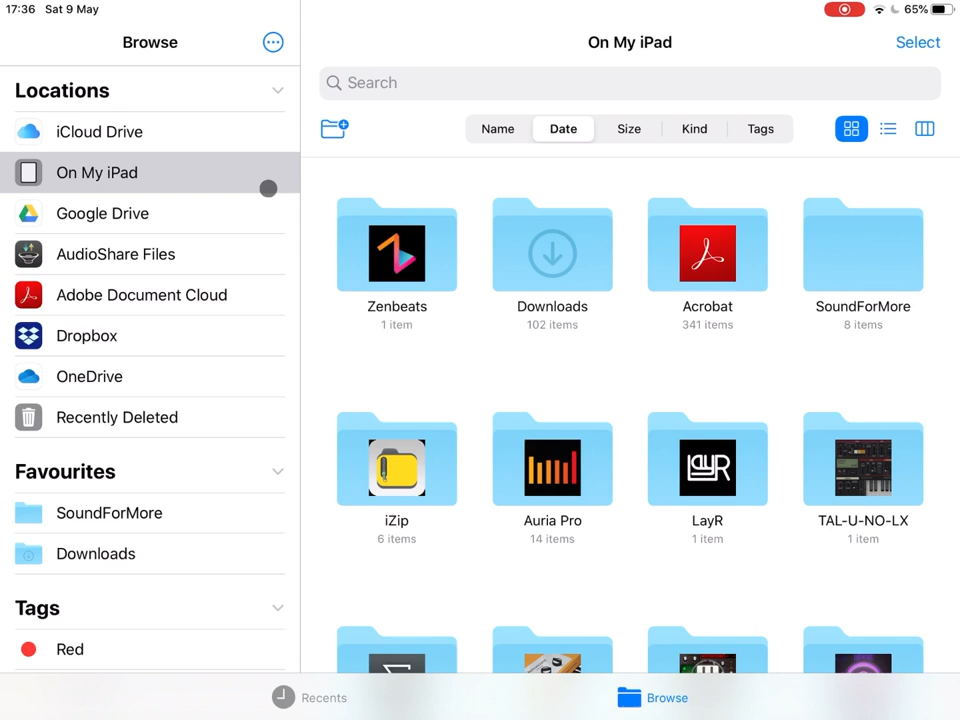 17:36 Sat 9 May
65%
Browse
Locations
iCloud Drive
On My iPad
Google Drive
AudioShare Files
Adobe Document Cloud
Dropbox
OneDrive
Recently Deleted
Favourites
SoundForMore
Downloads
Tags
Red
On My iPad
Select
Search
Name Date Size Kind Tags
Zenbeats Downloads Acrobat SoundForMore
1 item 102 items 341 items 8 items
LayR
iZip Auria Pro LayR TAL-U-NO-LX
6 items 14 items 1 item 1 item
Recents Browse